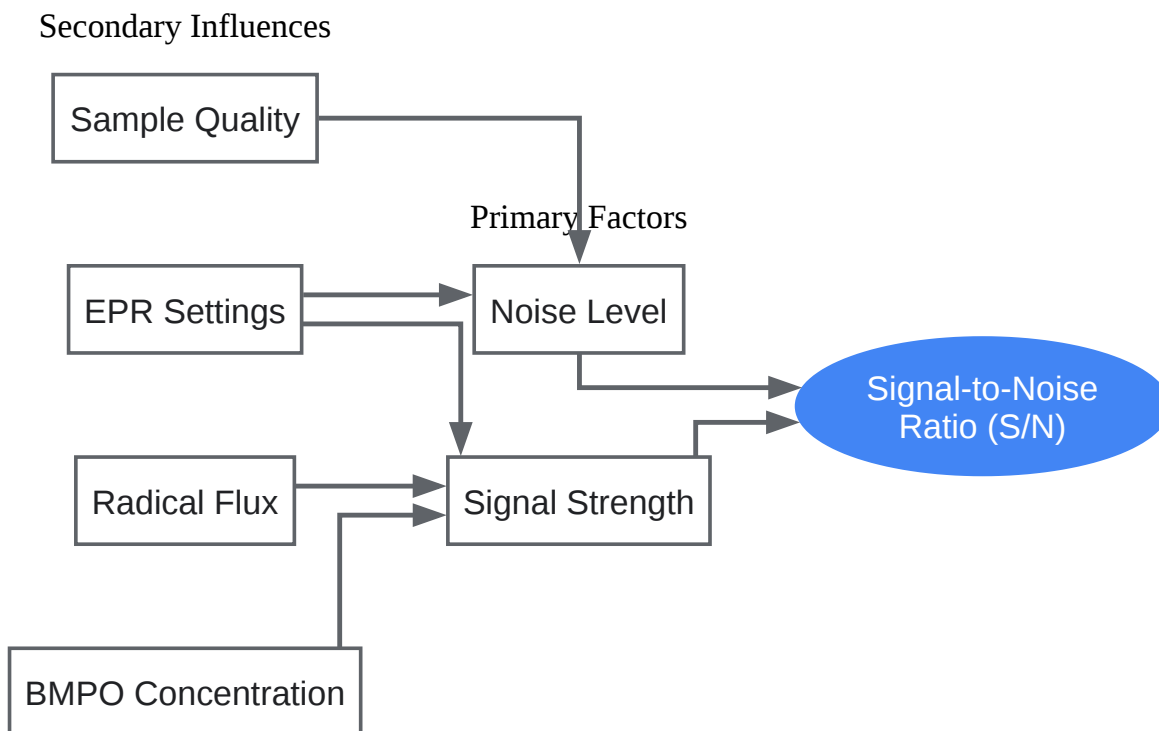 Secondary Influences
Sample Quality
Primary Factors
EPR Settings
Noise Level
Signal-to-Noise
Ratio (S/N)
Radical Flux
Signal Strength
BMPO Concentration